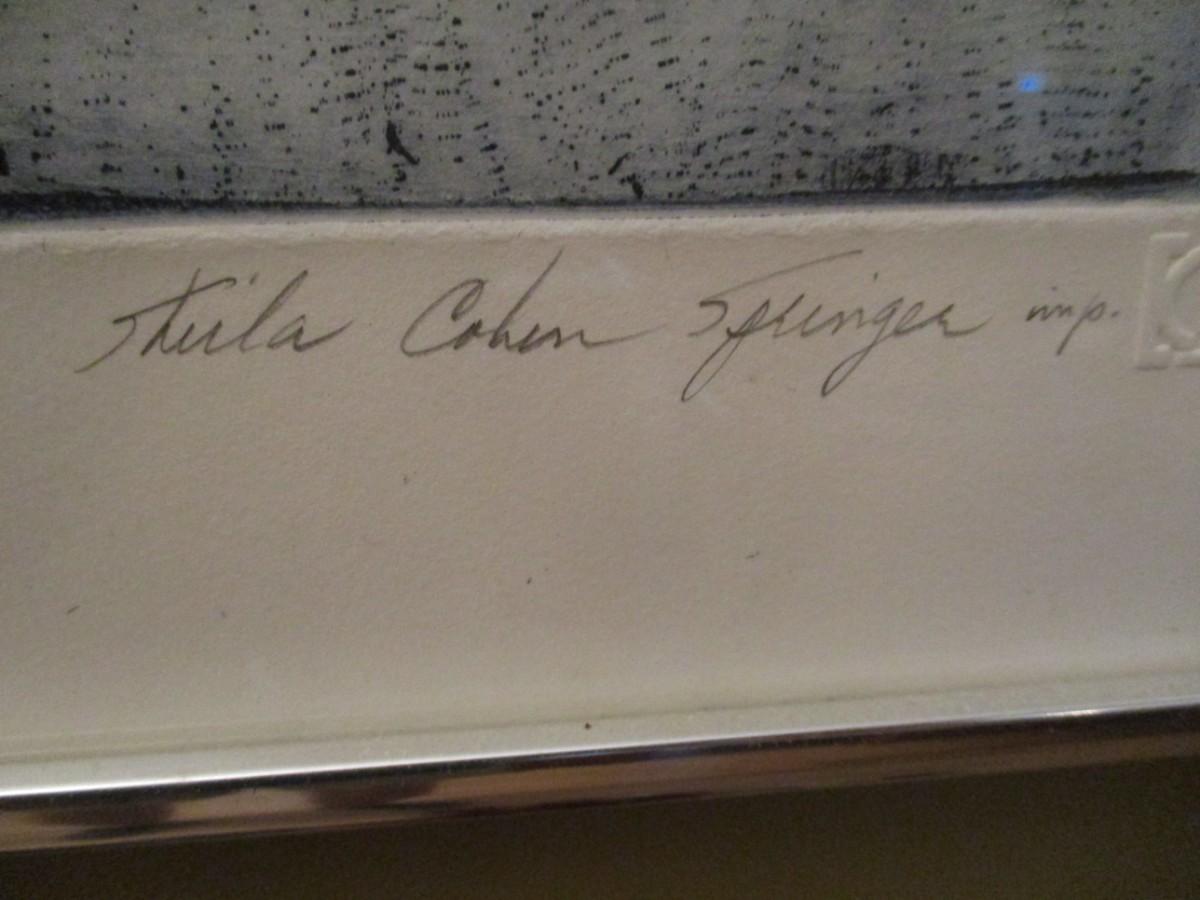 Sheila Cohen Springer imp.